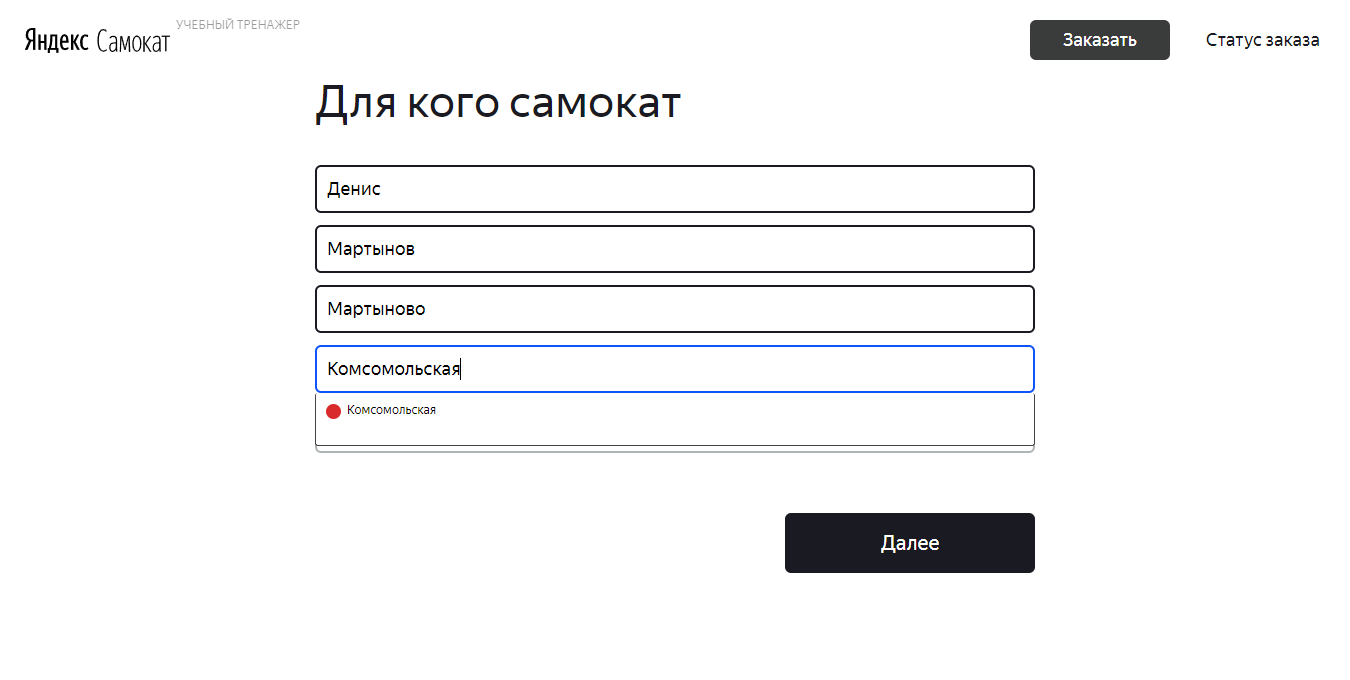 Яндекс Самокат
УЧЕБНЫЙ ТРЕНАЖЕР
Заказать
Статус заказа
Для кого самокат
Денис
Мартынов
Мартыново
Комсомольская
Комсомольская
Далее